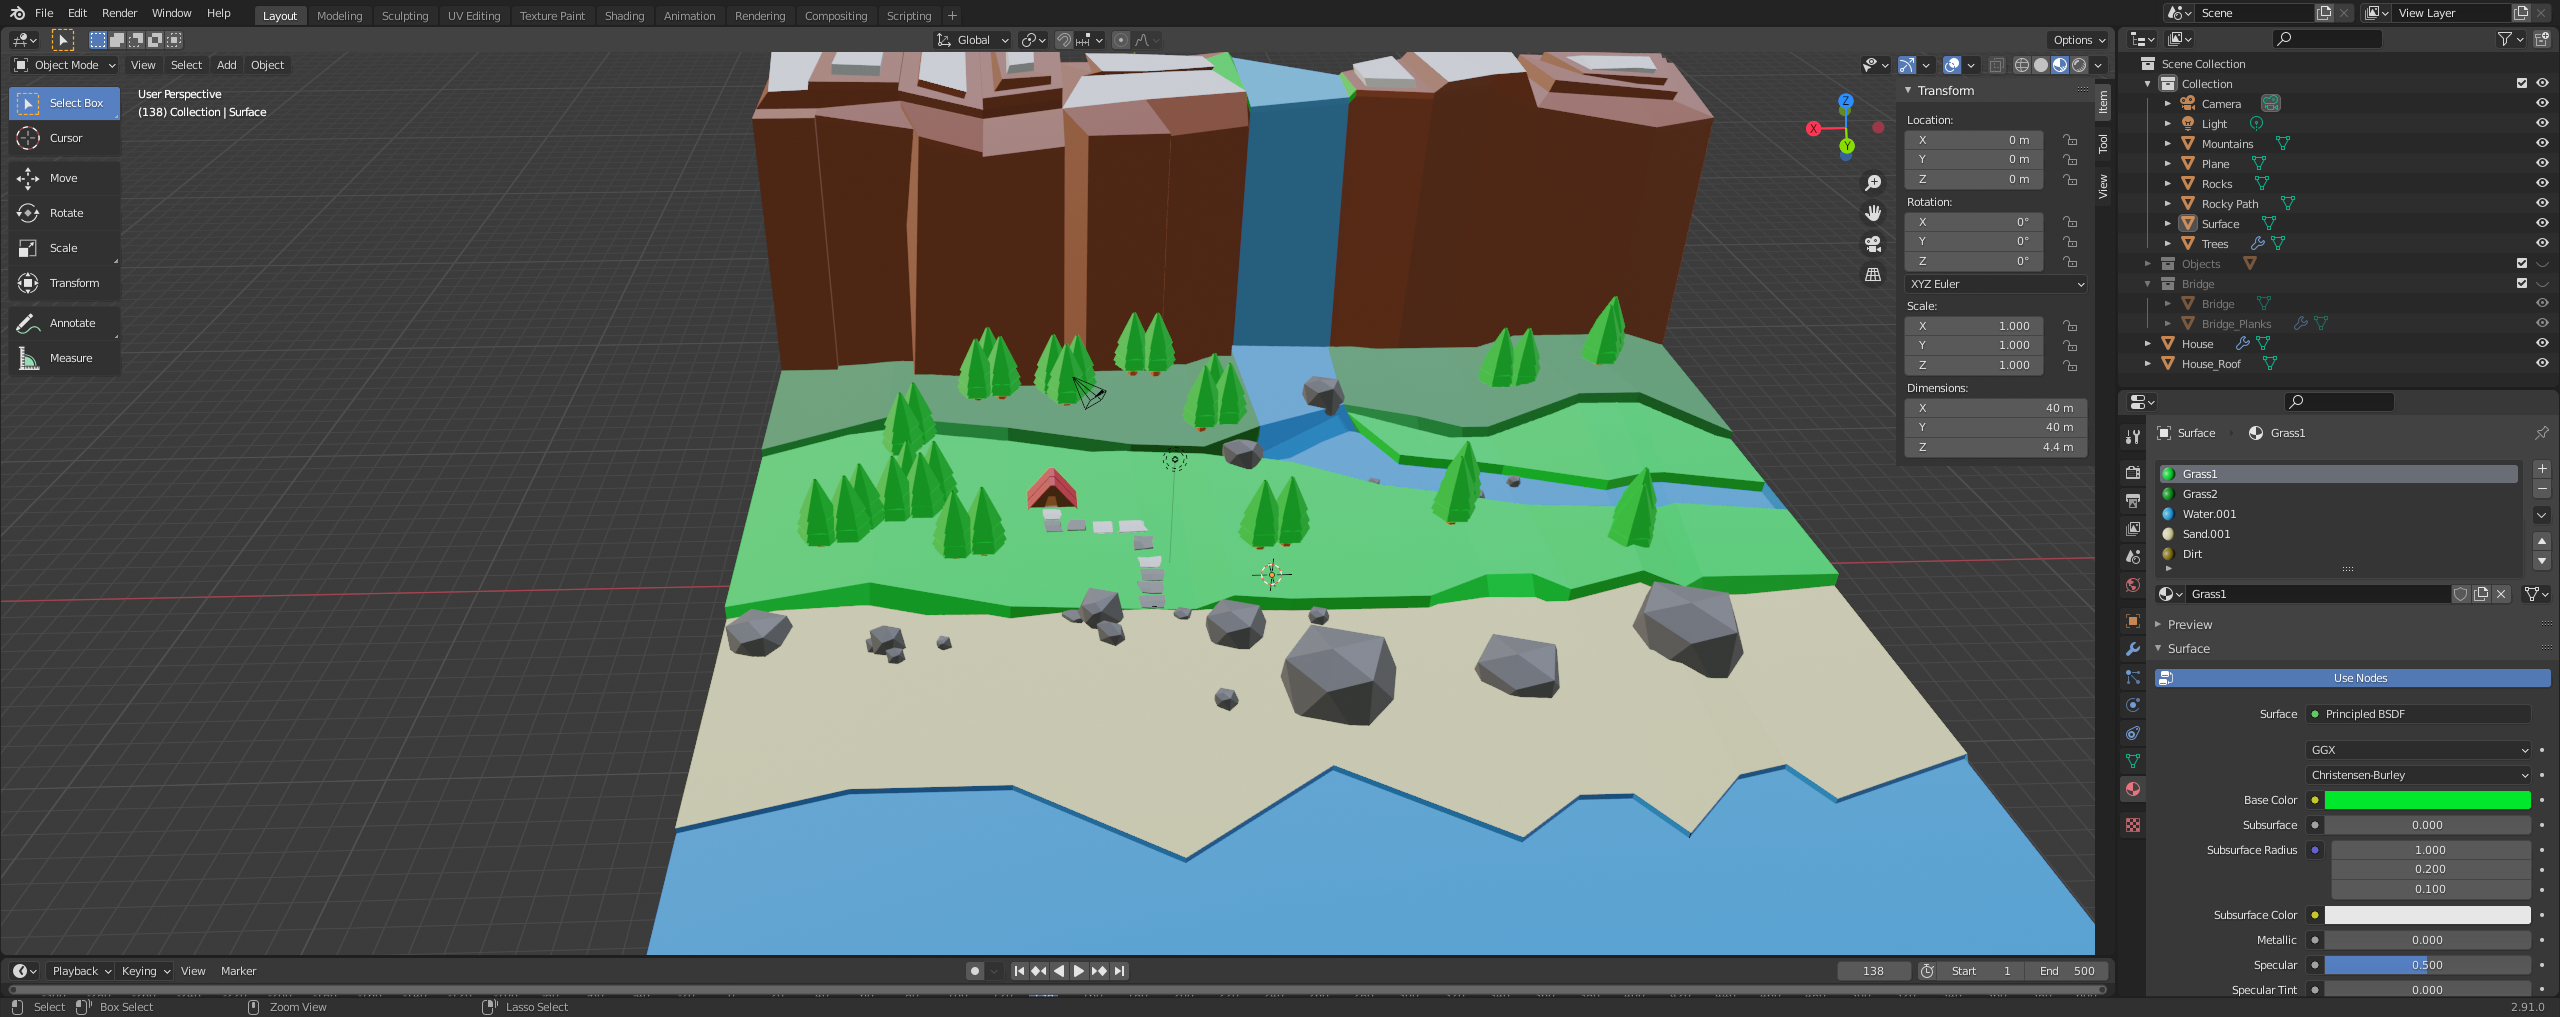 File Edit Render Window Help Layout Modeling Sculpting UV Editing Texture Paint Shading Animation Rendering Compositing Scripting + Scene View Layer
Global Options
Object Mode View Select Add Object
User Perspective
(138) Collection | Surface
Select Box
Cursor
Move
Rotate
Scale
Transform
Annotate
Measure
X
Y
Z
Transform
Location:
X 0 m
Y 0 m
Z 0 m
Rotation:
X 0°
Y 0°
Z 0°
XYZ Euler
Scale:
X 1.000
Y 1.000
Z 1.000
Dimensions:
X 40 m
Y 40 m
Z 4.4 m
Item
Tool
View
Scene Collection
Collection
Camera
Light
Mountains
Plane
Rocks
Rocky Path
Surface
Trees
Objects
Bridge
Bridge
Bridge_Planks
House
House_Roof
Surface Grass1
Grass1
Grass2
Water.001
Sand.001
Dirt
Grass1
Preview
Surface
Use Nodes
Surface Principled BSDF
GGX
Christensen-Burley
Base Color
Subsurface 0.000
Subsurface Radius 1.000
0.200
0.100
Subsurface Color
Metallic 0.000
Specular 0.500
Specular Tint 0.000
Playback Keying View Marker 138 Start 1 End 500
Select Box Select Zoom View Lasso Select 2.91.0